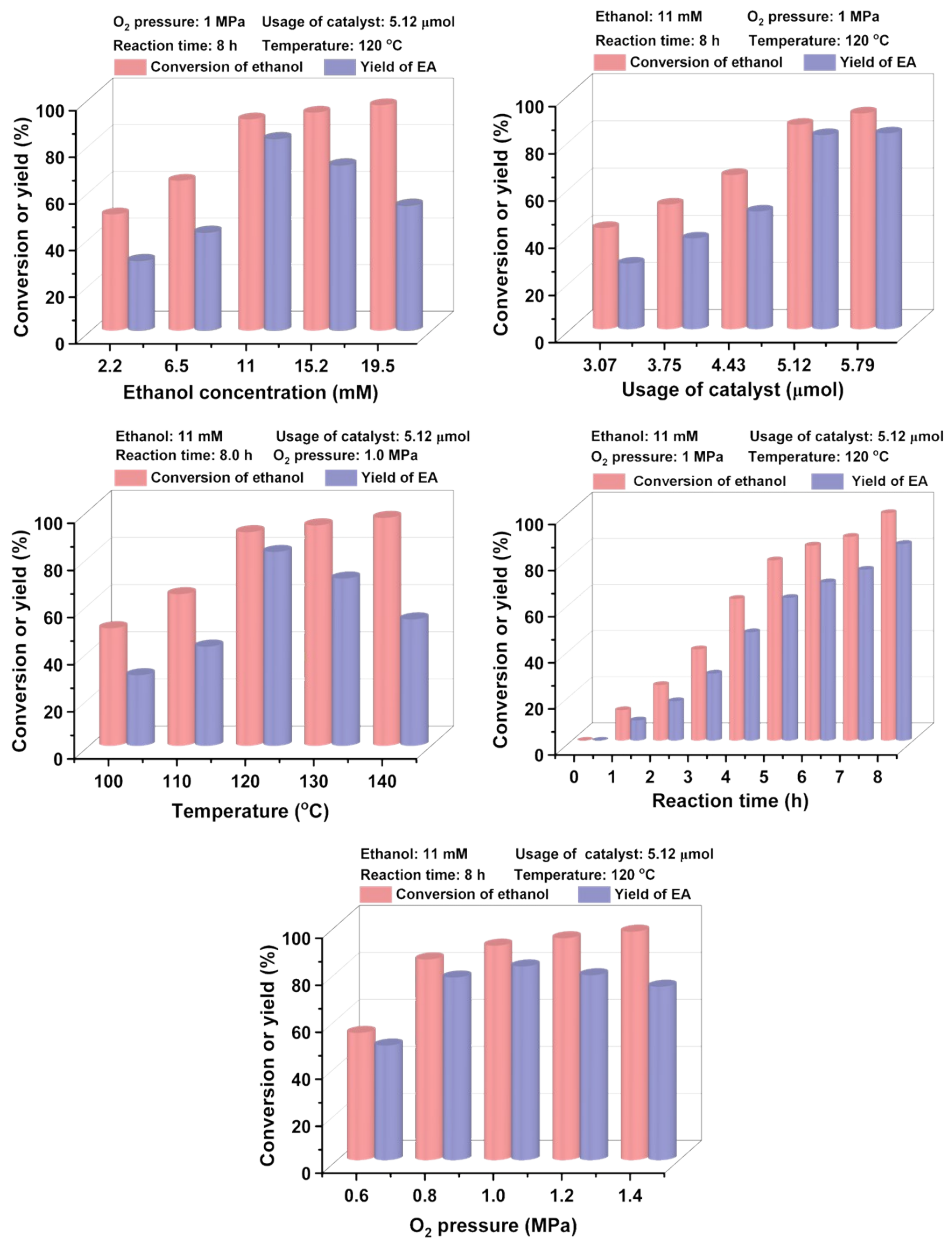 O2 pressure: 1 MPa Usage of catalyst: 5.12 μmol
Reaction time: 8 h Temperature: 120 °C
Conversion of ethanol Yield of EA
Conversion or yield (%)
100
80
60
40
20
0
2.2 6.5 11 15.2 19.5
Ethanol concentration (mM)
Ethanol: 11 mM O2 pressure: 1 MPa
Reaction time: 8 h Temperature: 120 °C
Conversion of ethanol Yield of EA
Conversion or yield (%)
100
80
60
40
20
0
3.07 3.75 4.43 5.12 5.79
Usage of catalyst (μmol)
Ethanol: 11 mM Usage of catalyst: 5.12 μmol
Reaction time: 8.0 h O2 pressure: 1.0 MPa
Conversion of ethanol Yield of EA
Conversion or yield (%)
100
80
60
40
20
0
100 110 120 130 140
Temperature (°C)
Ethanol: 11 mM Usage of catalyst: 5.12 μmol
O2 pressure: 1 MPa Temperature: 120 °C
Conversion of ethanol Yield of EA
Conversion or yield (%)
100
80
60
40
20
0
0 1 2 3 4 5 6 7 8
Reaction time (h)
Ethanol: 11 mM Usage of catalyst: 5.12 μmol
Reaction time: 8 h Temperature: 120 °C
Conversion of ethanol Yield of EA
Conversion or yield (%)
100
80
60
40
20
0
0.6 0.8 1.0 1.2 1.4
O2 pressure (MPa)